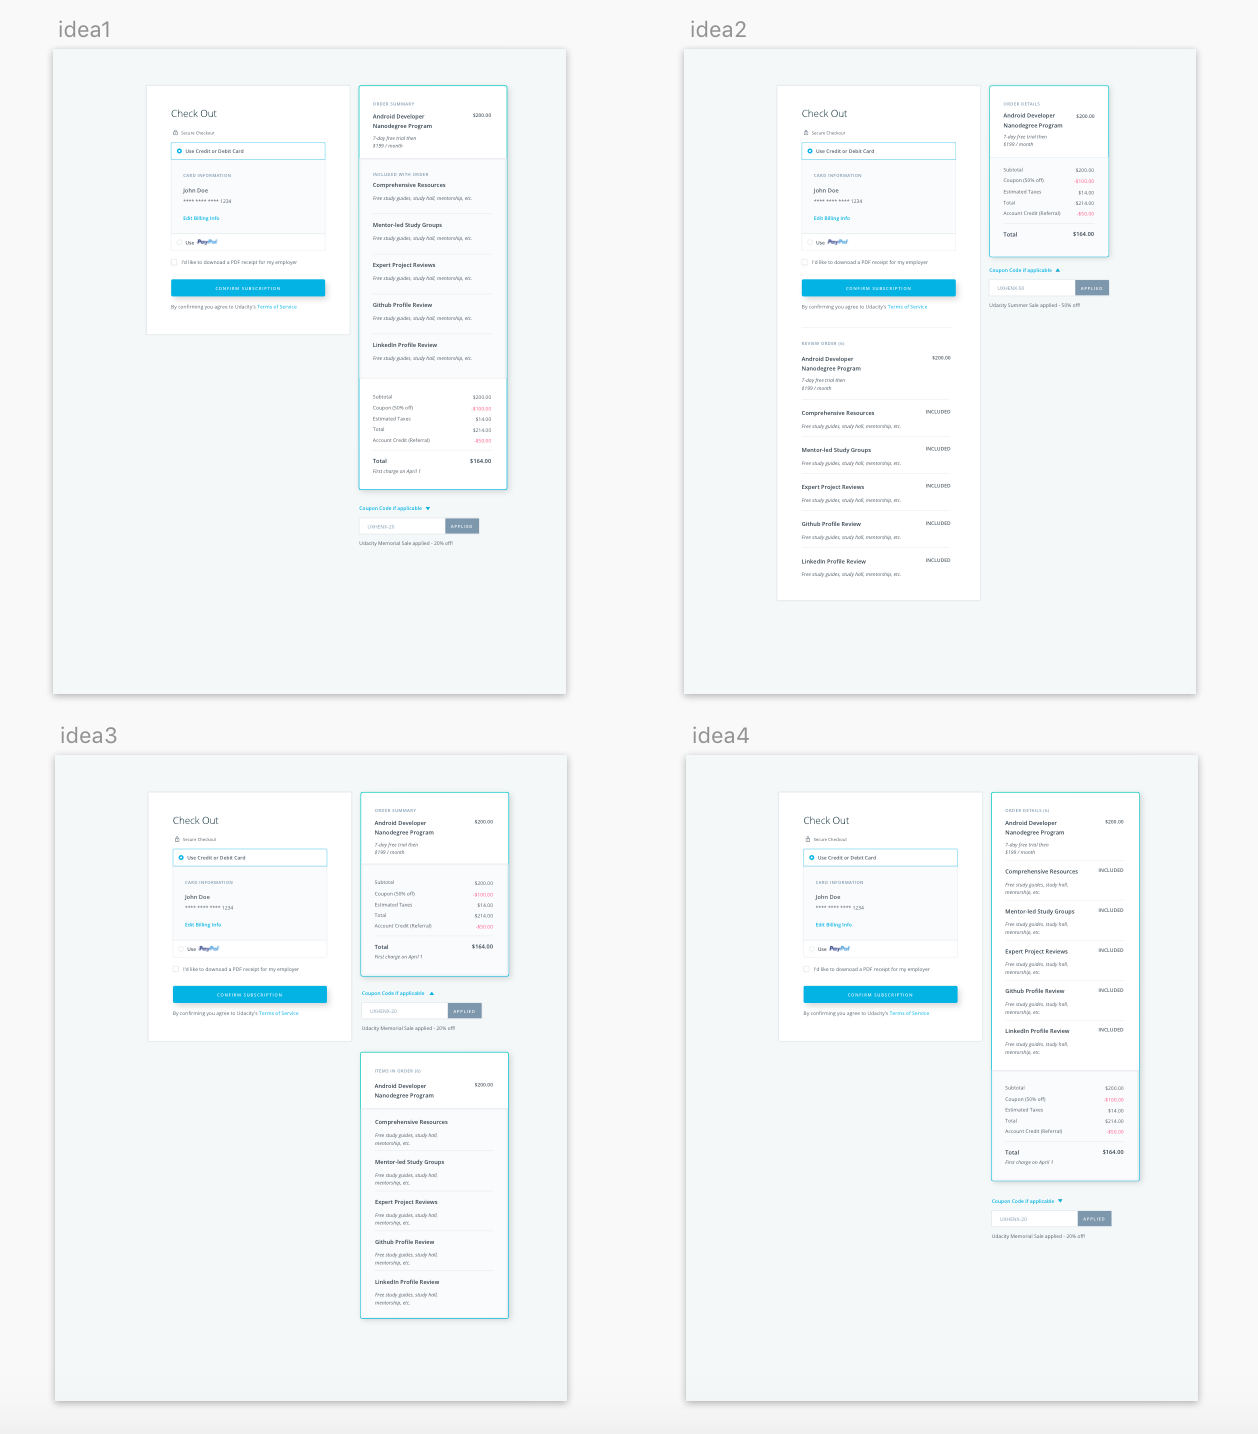 idea1
Check Out
Secure Checkout
Use Credit or Debit Card
CARD INFORMATION
John Doe
**** **** **** 1234
Edit Billing Info
Use PayPal
I'd like to downoad a PDF receipt for my employer
CONFIRM SUBSCRIPTION
By confirming you agree to Udacity's Terms of Service
ORDER SUMMARY
Android Developer $200.00
Nanodegree Program
7-day free trial then
$199 / month
INCLUDED WITH ORDER
Comprehensive Resources
Free study guides, study hall, mentorship, etc.
Mentor-led Study Groups
Free study guides, study hall, mentorship, etc.
Expert Project Reviews
Free study guides, study hall, mentorship, etc.
Github Profile Review
Free study guides, study hall, mentorship, etc.
LinkedIn Profile Review
Free study guides, study hall, mentorship, etc.
Subtotal $200.00
Coupon (50% off) -$100.00
Estimated Taxes $14.00
Total $214.00
Account Credit (Referral) -$50.00
Total $164.00
First charge on April 1
Coupon Code if applicable
UXHENX-20 APPLIED
Udacity Memorial Sale applied - 20% off!
idea2
Check Out
Secure Checkout
Use Credit or Debit Card
CARD INFORMATION
John Doe
**** **** **** 1234
Edit Billing Info
Use PayPal
I'd like to downoad a PDF receipt for my employer
CONFIRM SUBSCRIPTION
By confirming you agree to Udacity's Terms of Service
REVIEW ORDER (6)
Android Developer $200.00
Nanodegree Program
7-day free trial then
$199 / month
Comprehensive Resources INCLUDED
Free study guides, study hall, mentorship, etc.
Mentor-led Study Groups INCLUDED
Free study guides, study hall, mentorship, etc.
Expert Project Reviews INCLUDED
Free study guides, study hall, mentorship, etc.
Github Profile Review INCLUDED
Free study guides, study hall, mentorship, etc.
LinkedIn Profile Review INCLUDED
Free study guides, study hall, mentorship, etc.
ORDER DETAILS
Android Developer $200.00
Nanodegree Program
7-day free trial then
$199 / month
Subtotal $200.00
Coupon (50% off) -$100.00
Estimated Taxes $14.00
Total $214.00
Account Credit (Referral) -$50.00
Total $164.00
Coupon Code if applicable
UXHENX-50 APPLIED
Udacity Summer Sale applied - 50% off!
idea3
Check Out
Secure Checkout
Use Credit or Debit Card
CARD INFORMATION
John Doe
**** **** **** 1234
Edit Billing Info
Use PayPal
I'd like to downoad a PDF receipt for my employer
CONFIRM SUBSCRIPTION
By confirming you agree to Udacity's Terms of Service
ORDER SUMMARY
Android Developer $200.00
Nanodegree Program
7-day free trial then
$199 / month
Subtotal $200.00
Coupon (50% off) -$100.00
Estimated Taxes $14.00
Total $214.00
Account Credit (Referral) -$50.00
Total $164.00
First charge on April 1
Coupon Code if applicable
UXHENX-20 APPLIED
Udacity Memorial Sale applied - 20% off!
ITEMS IN ORDER (6)
Android Developer $200.00
Nanodegree Program
Comprehensive Resources
Free study guides, study hall,
mentorship, etc.
Mentor-led Study Groups
Free study guides, study hall,
mentorship, etc.
Expert Project Reviews
Free study guides, study hall,
mentorship, etc.
Github Profile Review
Free study guides, study hall,
mentorship, etc.
LinkedIn Profile Review
Free study guides, study hall,
mentorship, etc.
idea4
Check Out
Secure Checkout
Use Credit or Debit Card
CARD INFORMATION
John Doe
**** **** **** 1234
Edit Billing Info
Use PayPal
I'd like to downoad a PDF receipt for my employer
CONFIRM SUBSCRIPTION
By confirming you agree to Udacity's Terms of Service
ORDER DETAILS (6)
Android Developer $200.00
Nanodegree Program
7-day free trial then
$199 / month
Comprehensive Resources INCLUDED
Free study guides, study hall,
mentorship, etc.
Mentor-led Study Groups INCLUDED
Free study guides, study hall,
mentorship, etc.
Expert Project Reviews INCLUDED
Free study guides, study hall,
mentorship, etc.
Github Profile Review INCLUDED
Free study guides, study hall,
mentorship, etc.
LinkedIn Profile Review INCLUDED
Free study guides, study hall,
mentorship, etc.
Subtotal $200.00
Coupon (50% off) -$100.00
Estimated Taxes $14.00
Total $214.00
Account Credit (Referral) -$50.00
Total $164.00
First charge on April 1
Coupon Code if applicable
UXHENX-20 APPLIED
Udacity Memorial Sale applied - 20% off!